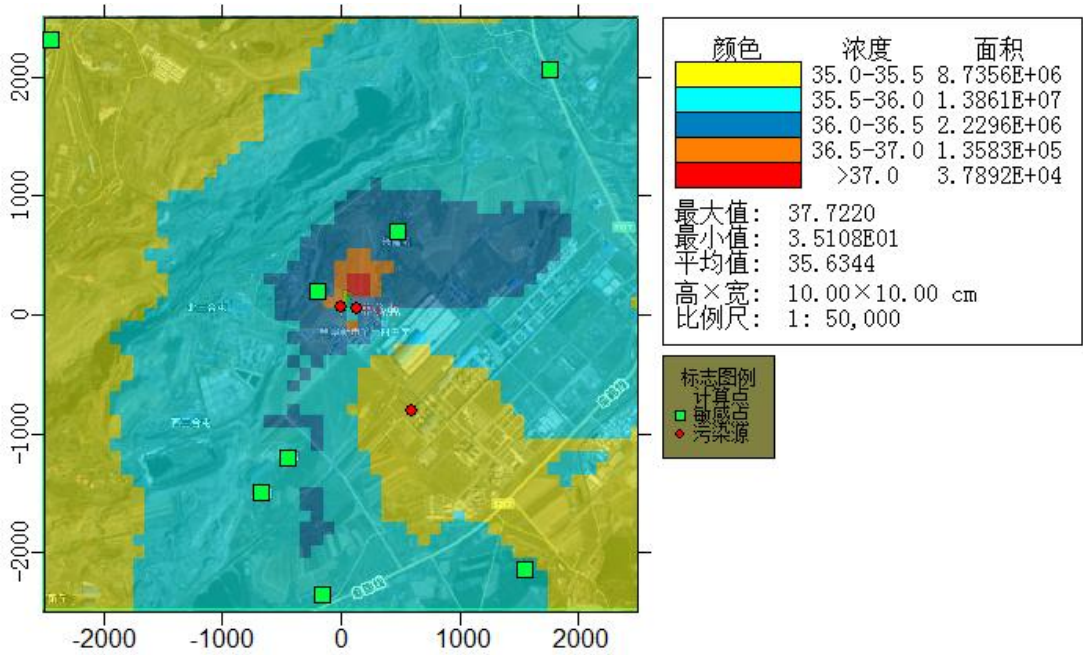 颜色 浓度 面积
35.0-35.5 8.7356E+06
35.5-36.0 1.3861E+07
36.0-36.5 2.2296E+06
36.5-37.0 1.3583E+05
>37.0 3.7892E+04
最大值: 37.7220
最小值: 3.5108E01
平均值: 35.6344
高×宽: 10.00×10.00 cm
比例尺: 1: 50,000
标志图例
计算点
敏感点
污染源
2000
1000
0
-1000
-2000
-2000 -1000 0 1000 2000